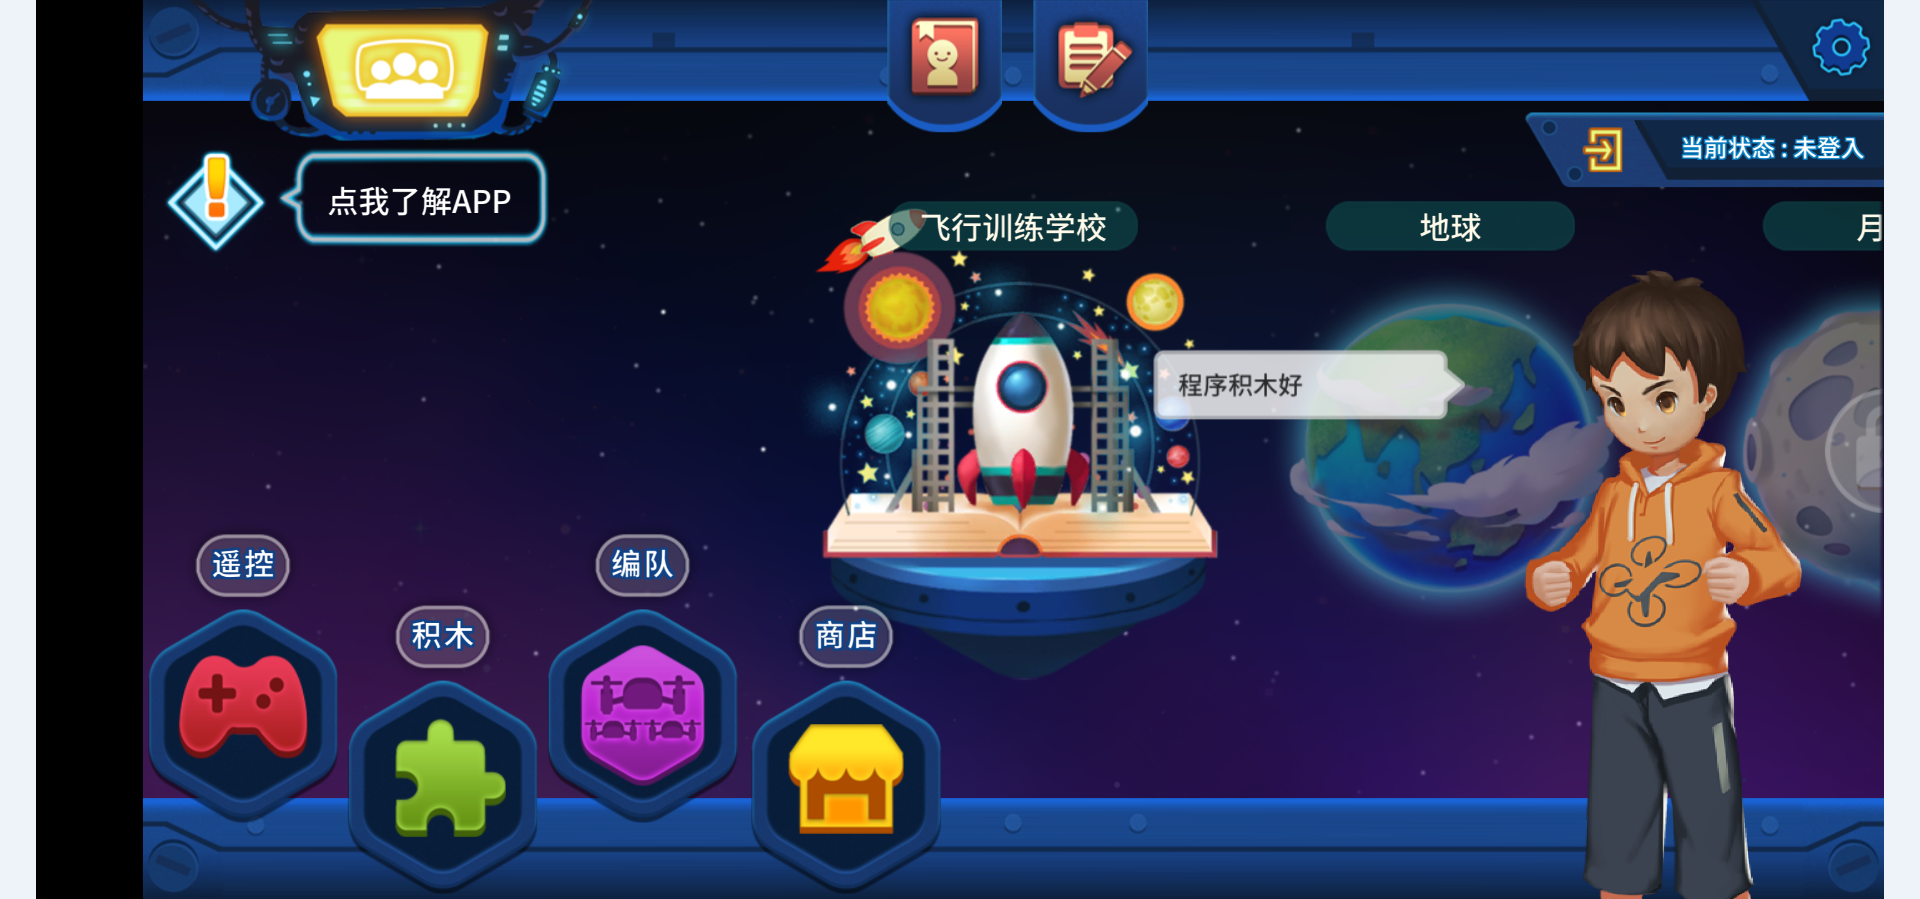 当前状态：未登入
点我了解APP
飞行训练学校
地球
月
程序积木好
遥控
编队
积木
商店